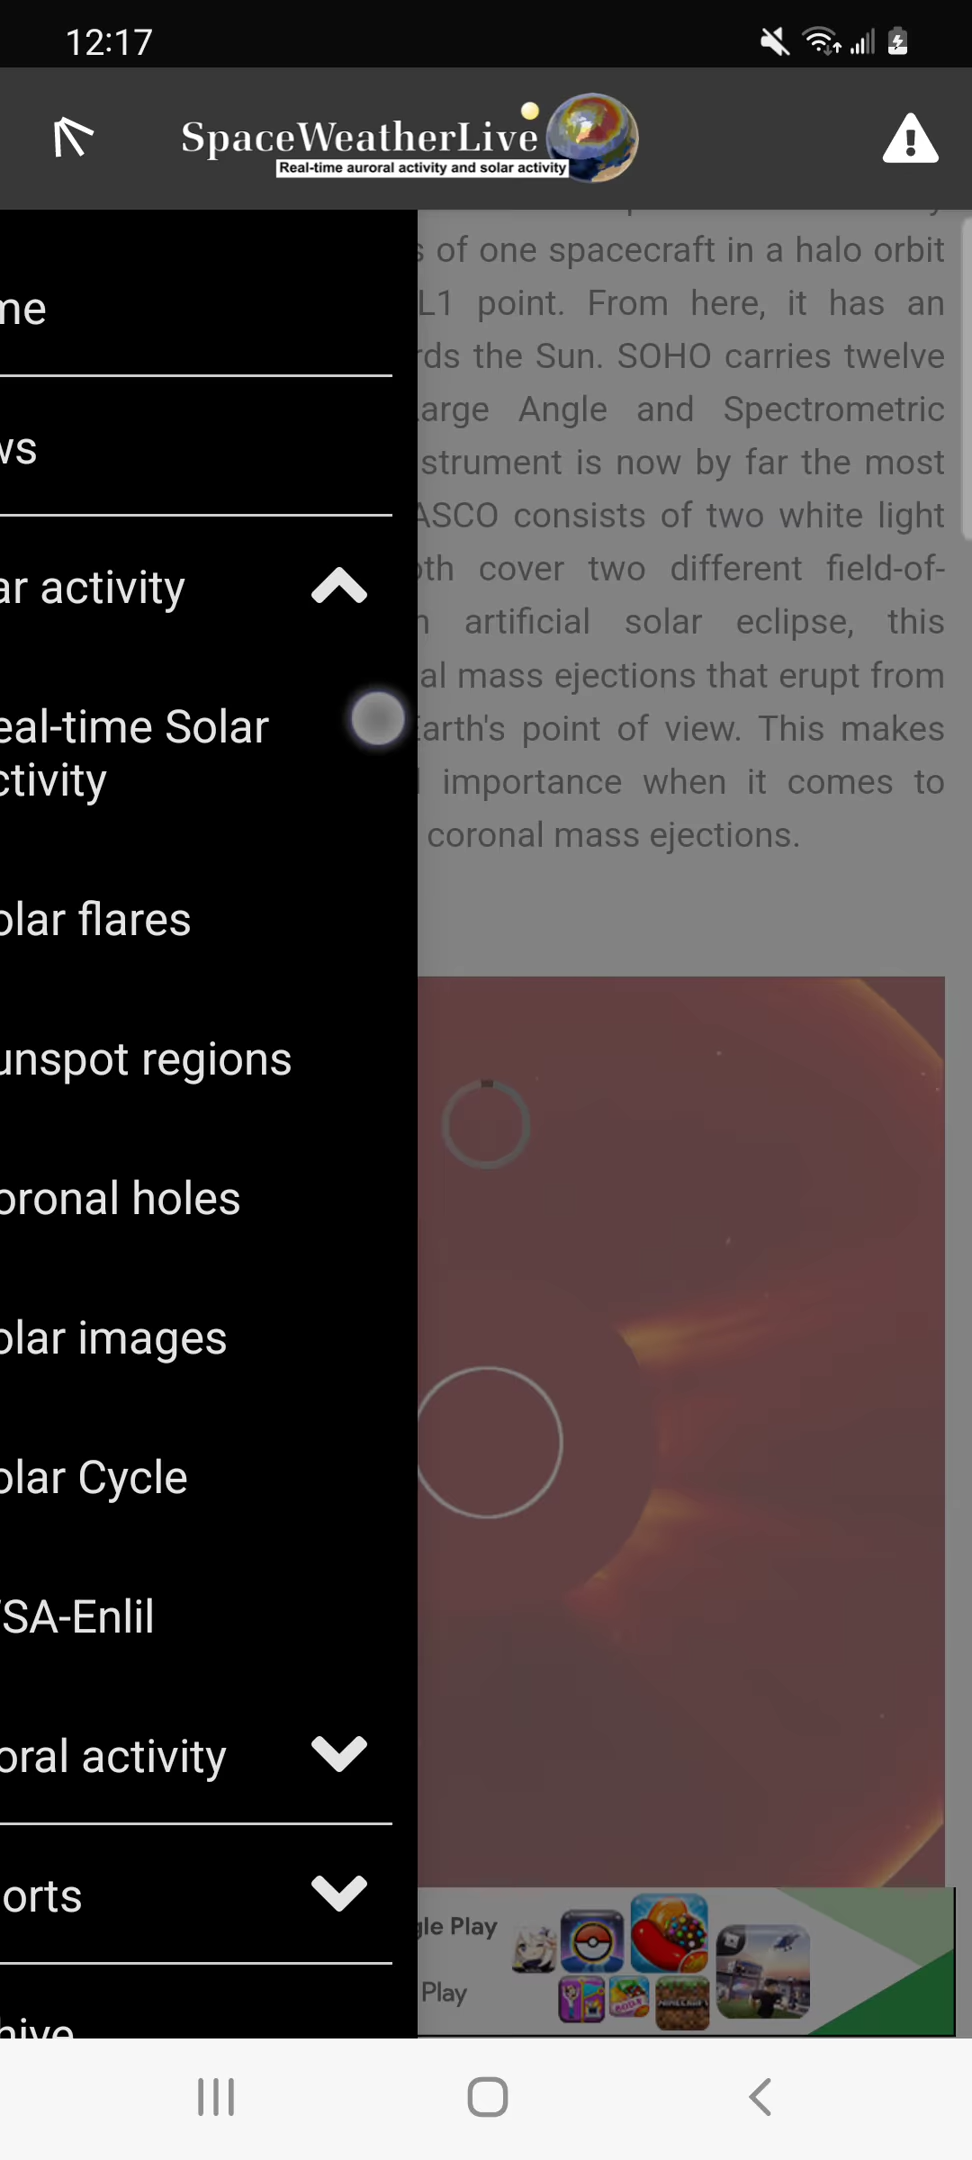 12:17
SpaceWeatherLive
Real-time auroral activity and solar activity
s of one spacecraft in a halo orbit
L1 point. From here, it has an
rds the Sun. SOHO carries twelve
arge Angle and Spectrometric
strument is now by far the most
ASCO consists of two white light
oth cover two different field-of-
n artificial solar eclipse, this
al mass ejections that erupt from
Earth's point of view. This makes
l importance when it comes to
coronal mass ejections.
me
ws
ar activity
eal-time Solar
ctivity
olar flares
unspot regions
oronal holes
olar images
olar Cycle
SA-Enlil
oral activity
orts
hive
gle Play
Play
MINECRAFT